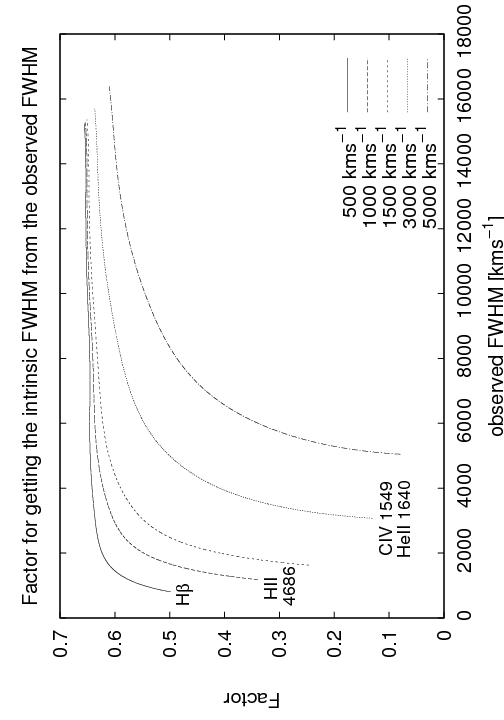 Factor for getting the intrinsic FWHM from the observed FWHM
Factor
0.7
0.6
0.5
0.4
0.3
0.2
0.1
0
0 2000 4000 6000 8000 10000 12000 14000 16000 18000
observed FWHM [kms−1]
500 kms−1
1000 kms−1
1500 kms−1
3000 kms−1
5000 kms−1
Hβ
HII
4686
CIV 1549
HeII 1640